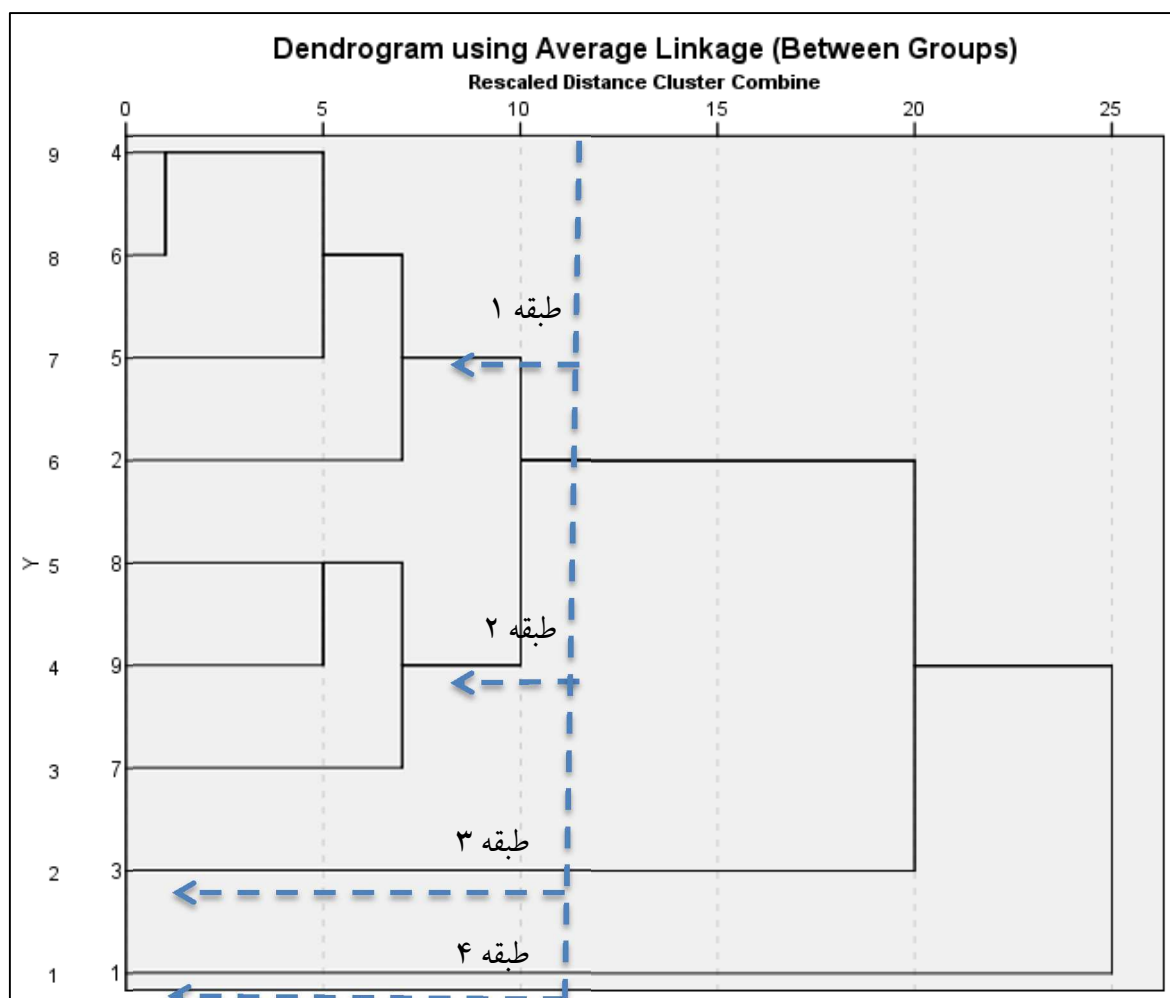 Dendrogram using Average Linkage (Between Groups)
Rescaled Distance Cluster Combine
0 5 10 15 20 25
9 4
8 6
طبقه ۱
7 5
6 2
Y 5 8
طبقه ۲
4 9
3 7
طبقه ۳
2 3
طبقه ۴
1 1